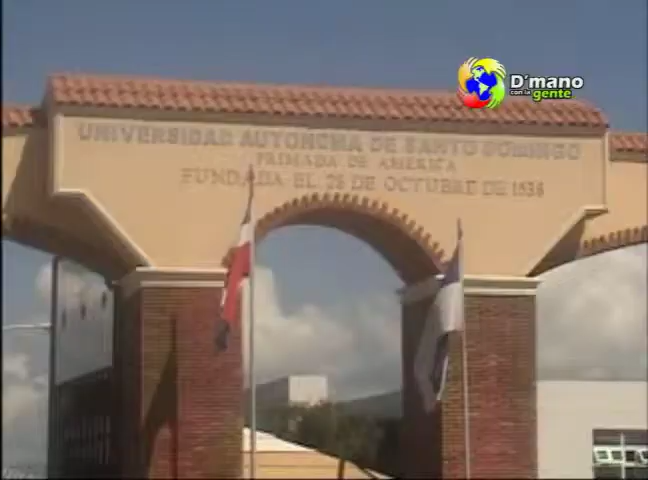 UNIVERSIDAD AUTONOMA DE SANTO DOMINGO
PRIMADA DE AMERICA
FUNDADA EL 28 DE OCTUBRE DE 1538
D'mano
con la gente